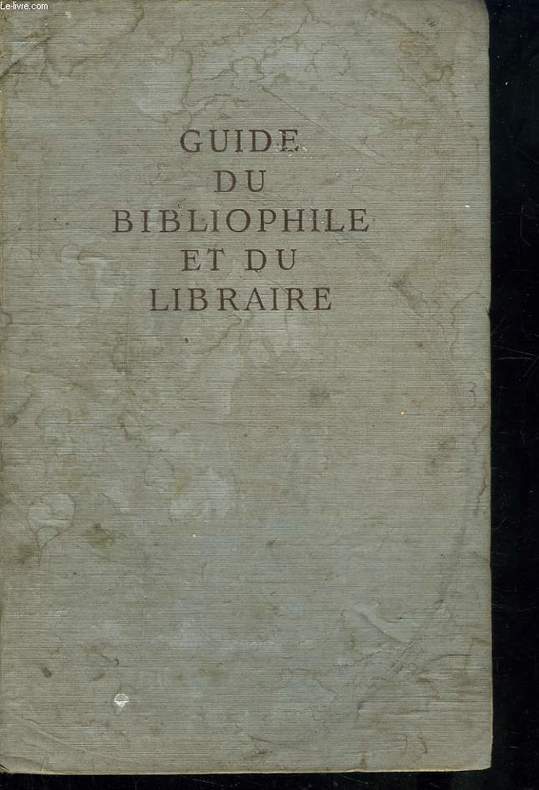 Le-livre.com
GUIDE
DU
BIBLIOPHILE
ET DU
LIBRAIRE